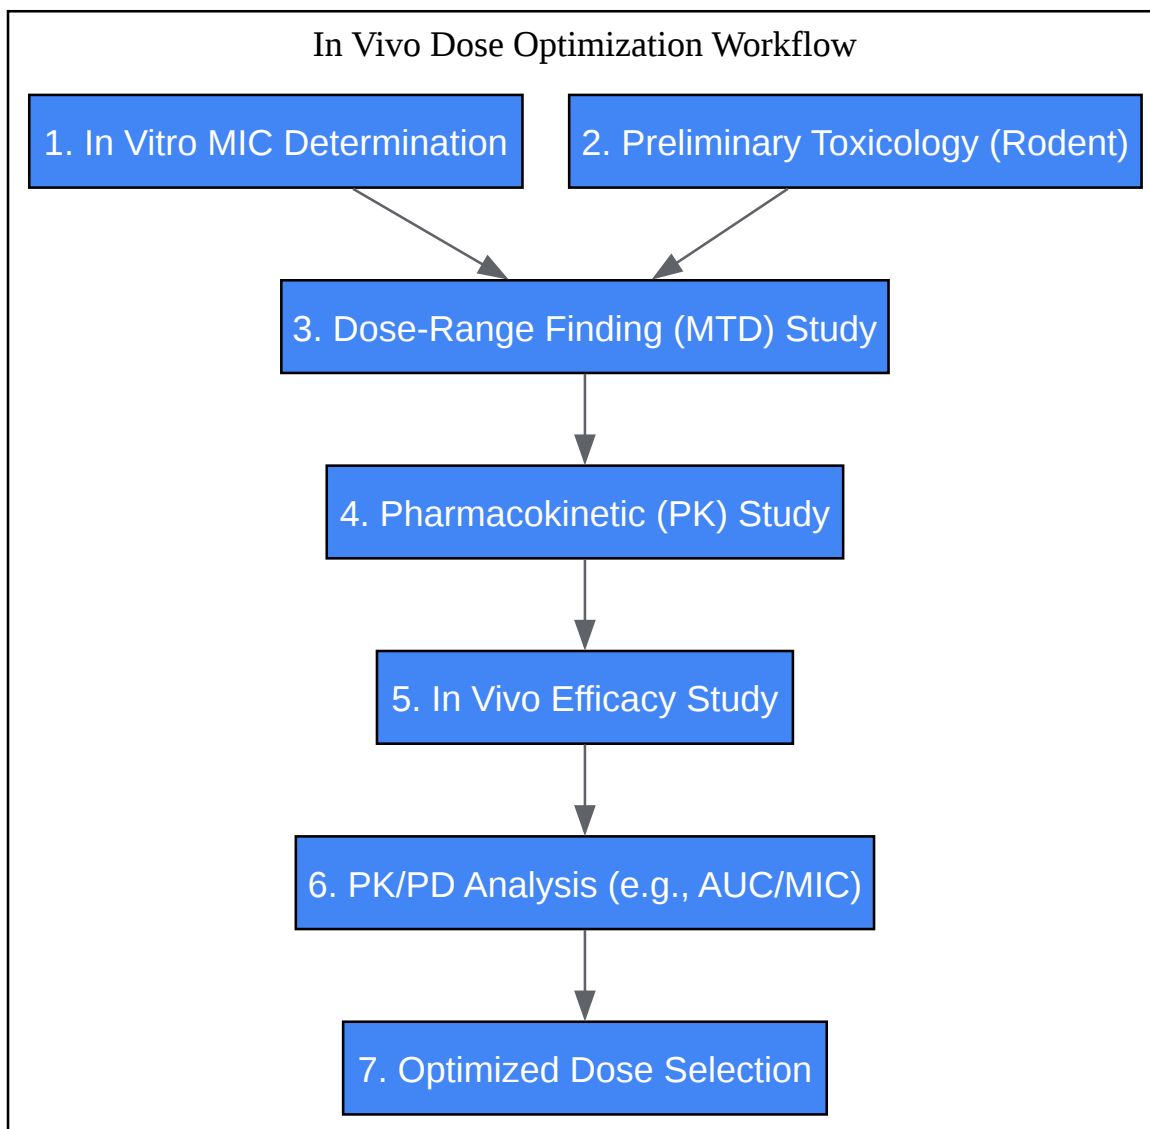 In Vivo Dose Optimization Workflow
1. In Vitro MIC Determination
2. Preliminary Toxicology (Rodent)
3. Dose-Range Finding (MTD) Study
4. Pharmacokinetic (PK) Study
5. In Vivo Efficacy Study
6. PK/PD Analysis (e.g., AUC/MIC)
7. Optimized Dose Selection